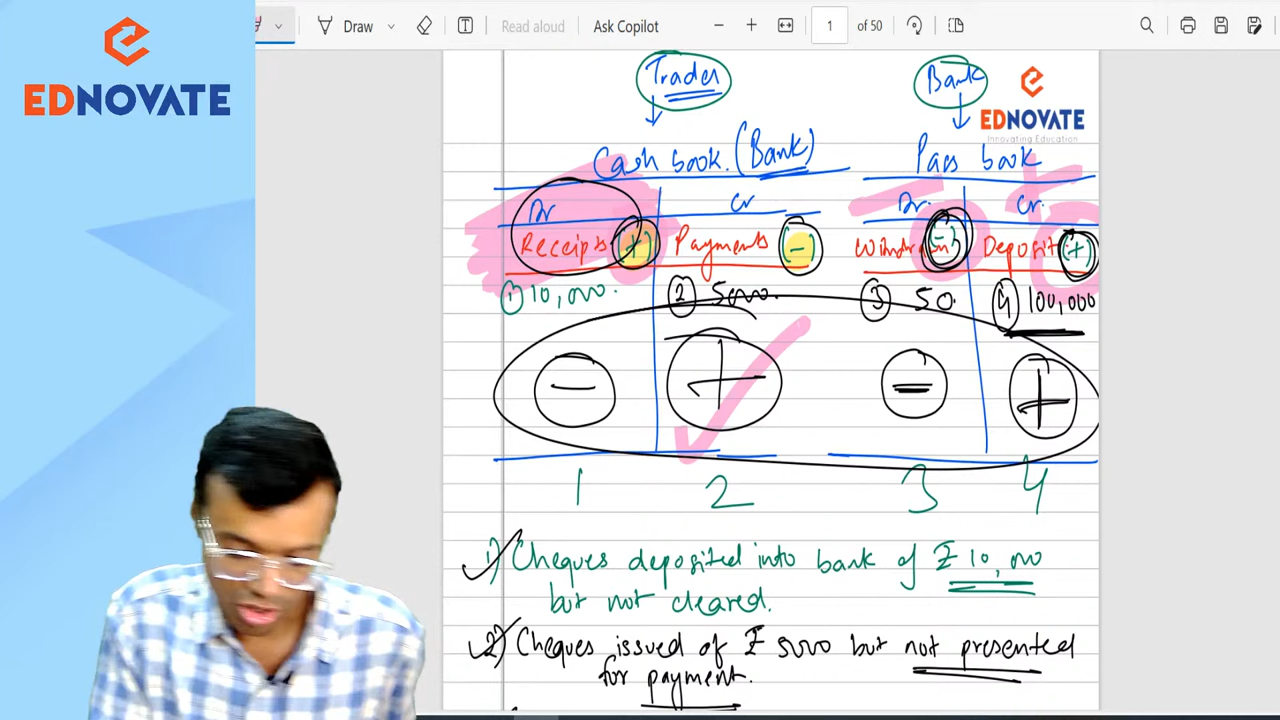 EDNOVATE
Draw
Read aloud
Ask Copilot
1 of 50
Trader
Bank
EDNOVATE
Innovating Education
Cash book. (Bank)
Pass book
Dr
Cr
Dr.
Cr.
Receipts (+)
Payments (-)
(-)
Deposit (+)
① 10,000.
② 5000.
③ 50.
④ 100,000
- + - +
1 2 3 4
1) Cheques deposited into bank of ₹ 10,000
but not cleared.
2) Cheques issued of ₹ 5000 but not presented
for payment.